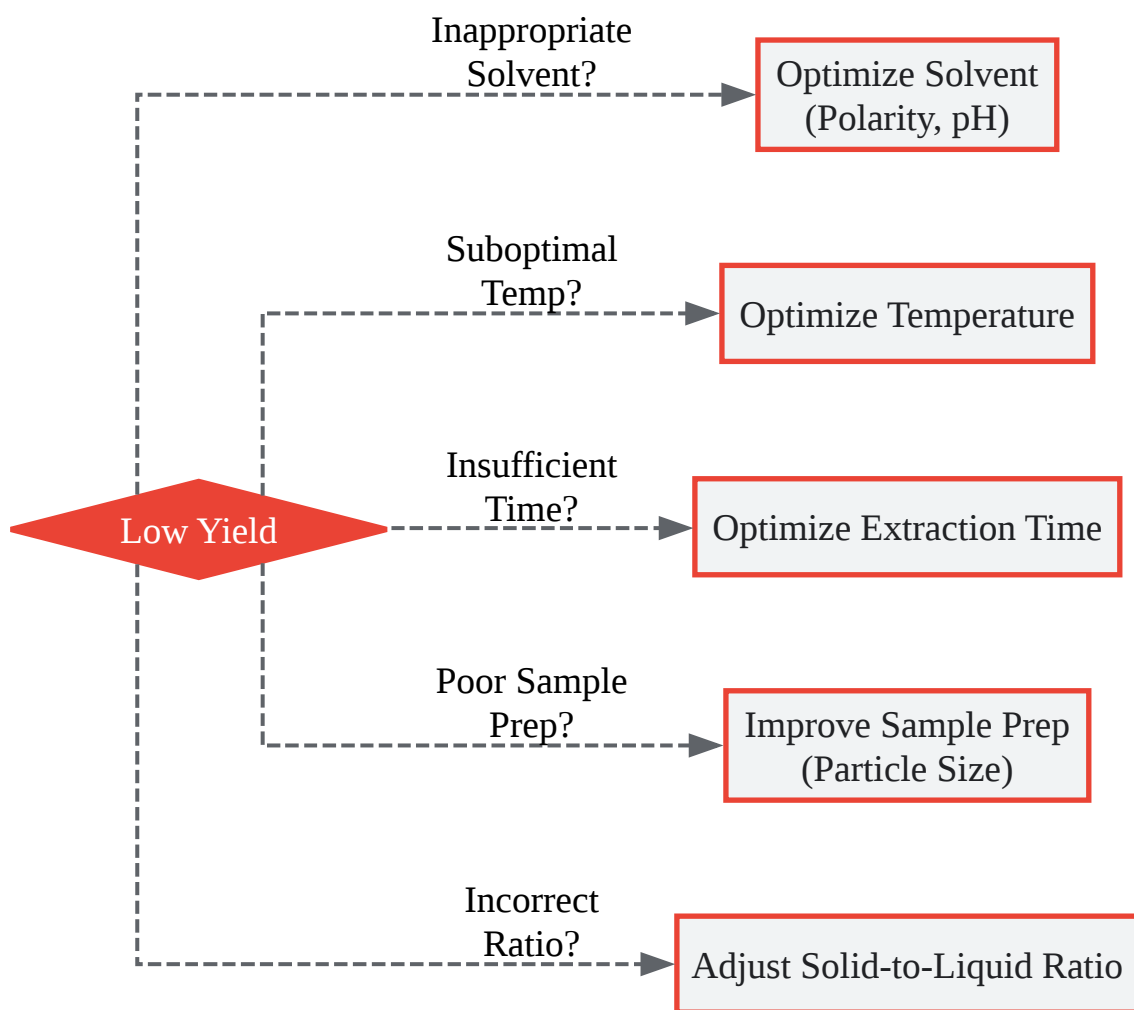 Inappropriate
Solvent?
Optimize Solvent
(Polarity, pH)
Suboptimal
Temp?
Optimize Temperature
Insufficient
Time?
Low Yield
Optimize Extraction Time
Poor Sample
Prep?
Improve Sample Prep
(Particle Size)
Incorrect
Ratio?
Adjust Solid-to-Liquid Ratio